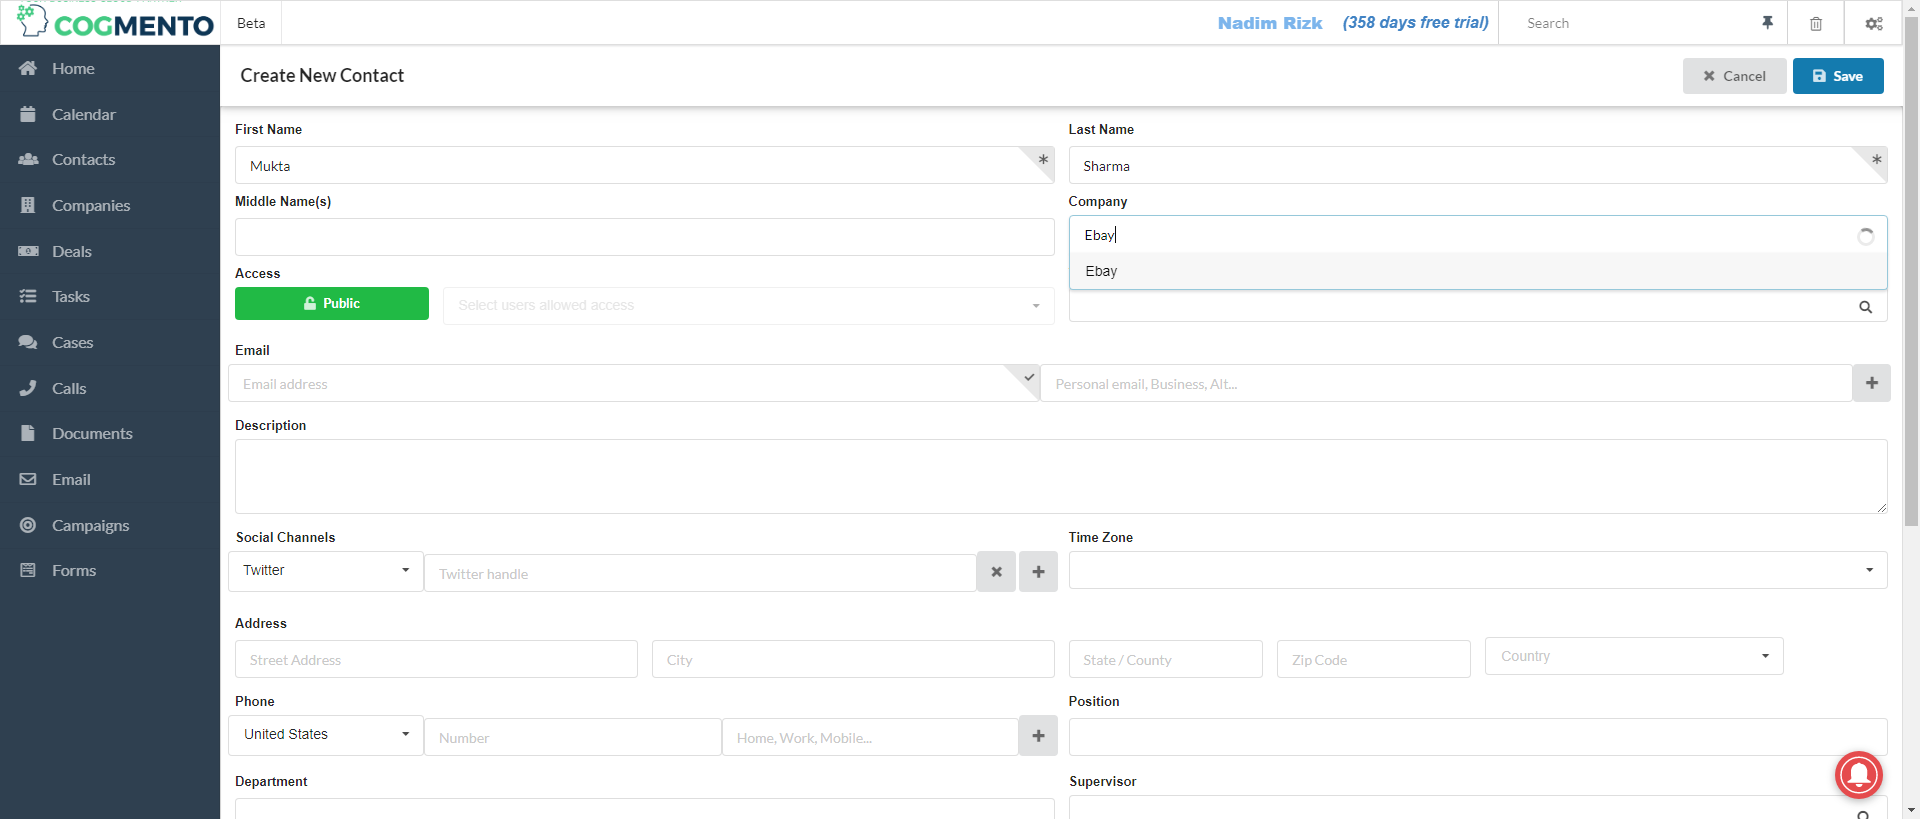 COGMENTO
Beta
Nadim Rizk
(358 days free trial)
Search
Home
Calendar
Contacts
Companies
Deals
Tasks
Cases
Calls
Documents
Email
Campaigns
Forms
Create New Contact
Cancel
Save
First Name
Last Name
Mukta
*
Sharma
*
Middle Name(s)
Company
Ebay
Ebay
Access
Public
Select users allowed access
Email
Email address
Personal email, Business, Alt...
Description
Social Channels
Time Zone
Twitter
Twitter handle
Address
Street Address
City
State / County
Zip Code
Country
Phone
Position
United States
Number
Home, Work, Mobile...
Department
Supervisor